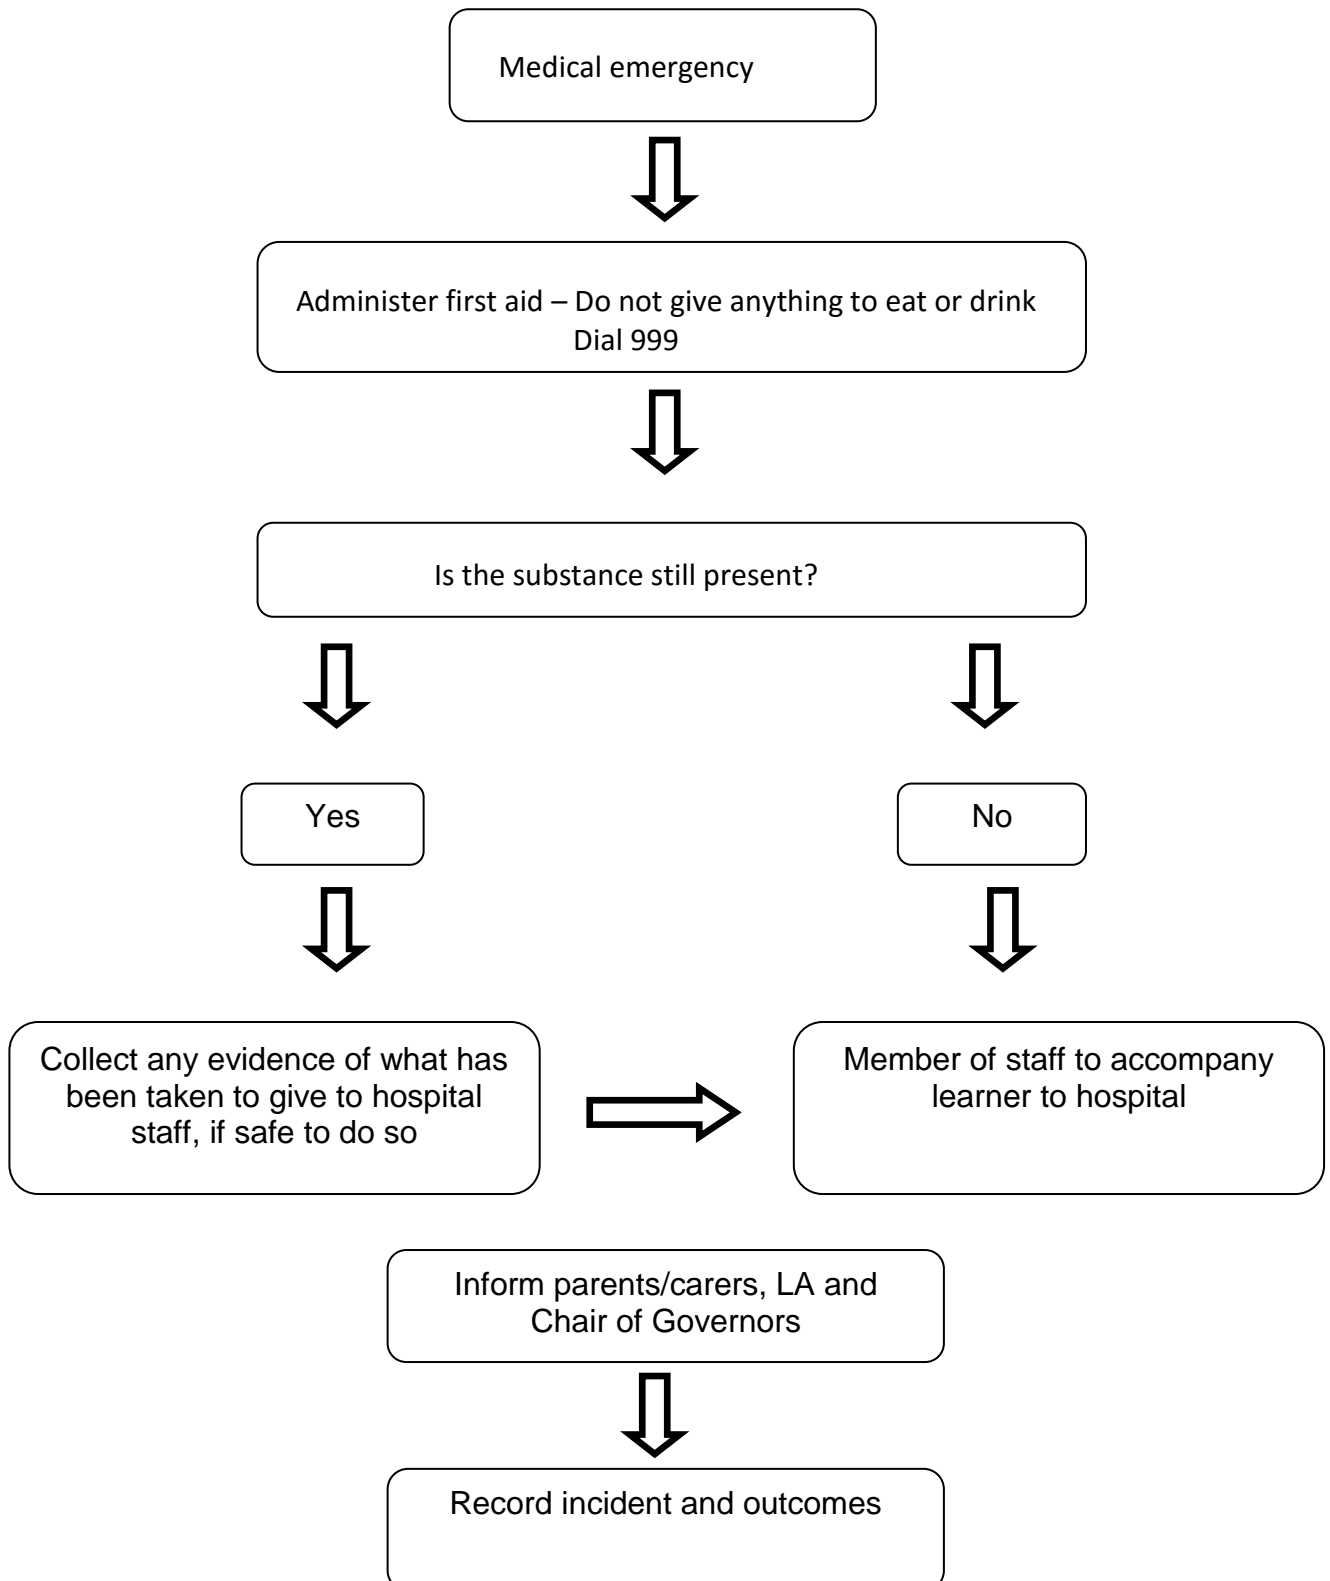 Medical emergency
Administer first aid – Do not give anything to eat or drink
Dial 999
Is the substance still present?
Yes
No
Collect any evidence of what has
been taken to give to hospital
staff, if safe to do so
Member of staff to accompany
learner to hospital
Inform parents/carers, LA and
Chair of Governors
Record incident and outcomes